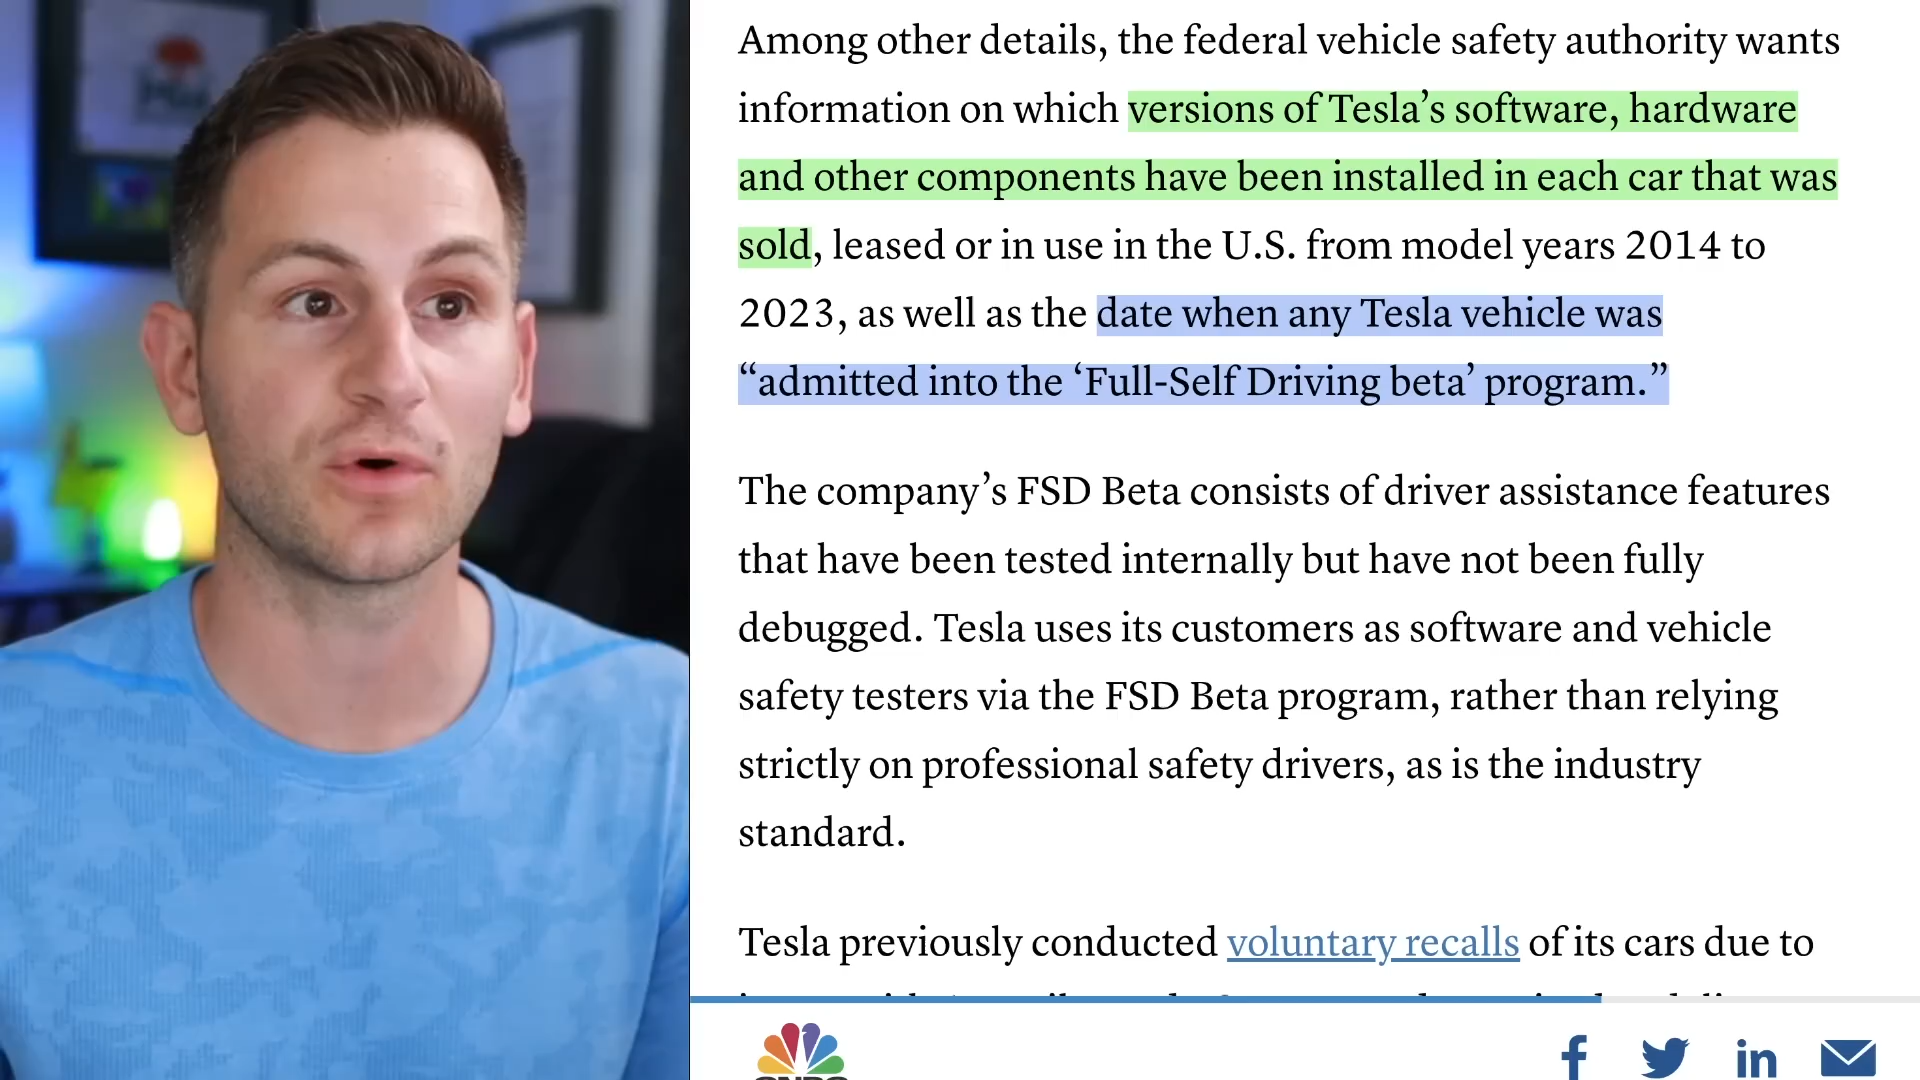 Among other details, the federal vehicle safety authority wants
information on which versions of Tesla’s software, hardware
and other components have been installed in each car that was
sold, leased or in use in the U.S. from model years 2014 to
2023, as well as the date when any Tesla vehicle was
“admitted into the ‘Full-Self Driving beta’ program.”
The company’s FSD Beta consists of driver assistance features
that have been tested internally but have not been fully
debugged. Tesla uses its customers as software and vehicle
safety testers via the FSD Beta program, rather than relying
strictly on professional safety drivers, as is the industry
standard.
Tesla previously conducted voluntary recalls of its cars due to